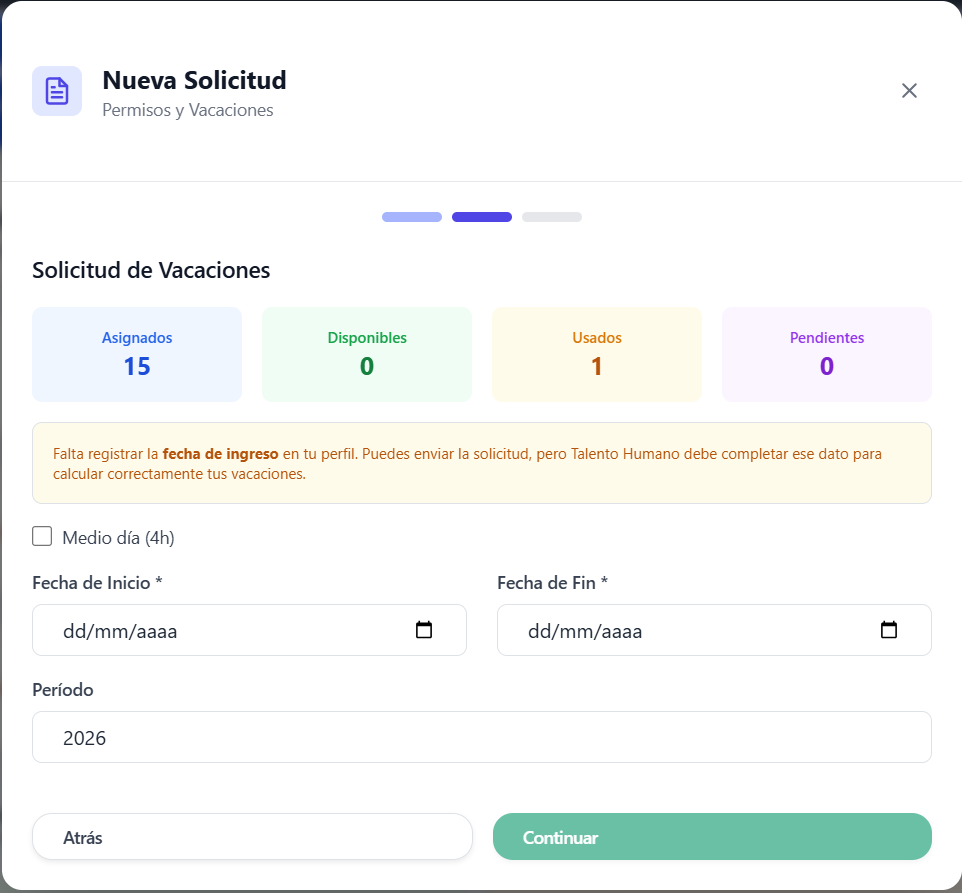 Nueva Solicitud
Permisos y Vacaciones
Solicitud de Vacaciones
Asignados
15
Disponibles
0
Usados
1
Pendientes
0
Falta registrar la fecha de ingreso en tu perfil. Puedes enviar la solicitud, pero Talento Humano debe completar ese dato para
calcular correctamente tus vacaciones.
Medio día (4h)
Fecha de Inicio *
dd/mm/aaaa
Fecha de Fin *
dd/mm/aaaa
Período
2026
Atrás
Continuar